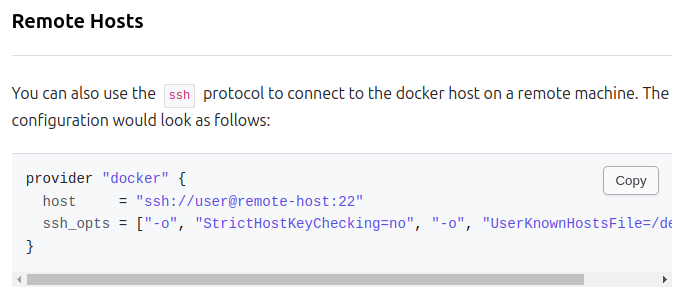 Remote Hosts
You can also use the ssh protocol to connect to the docker host on a remote machine. The
configuration would look as follows:
provider "docker" {
Copy
  host     = "ssh://user@remote-host:22"
  ssh_opts = ["-o", "StrictHostKeyChecking=no", "-o", "UserKnownHostsFile=/de
}